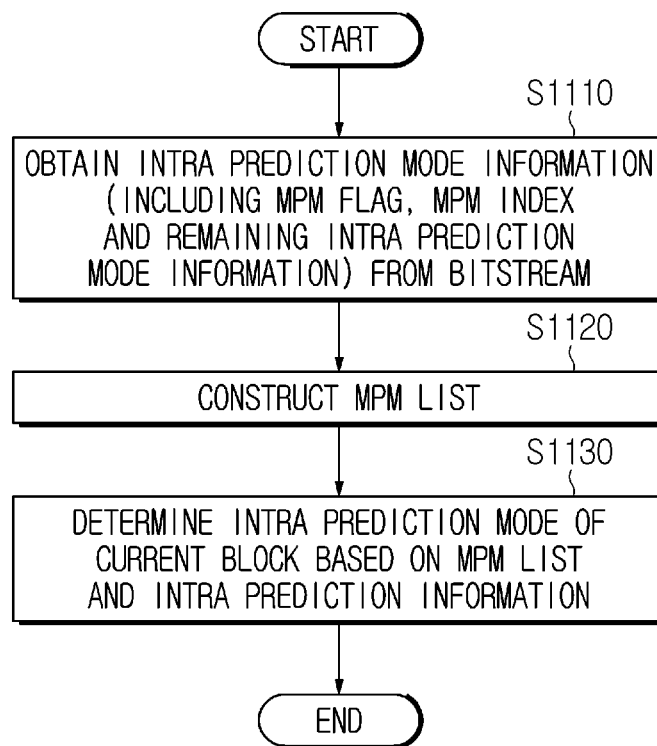 START
S1110
OBTAIN INTRA PREDICTION MODE INFORMATION
(INCLUDING MPM FLAG, MPM INDEX
AND REMAINING INTRA PREDICTION
MODE INFORMATION) FROM BITSTREAM
S1120
CONSTRUCT MPM LIST
S1130
DETERMINE INTRA PREDICTION MODE OF
CURRENT BLOCK BASED ON MPM LIST
AND INTRA PREDICTION INFORMATION
END